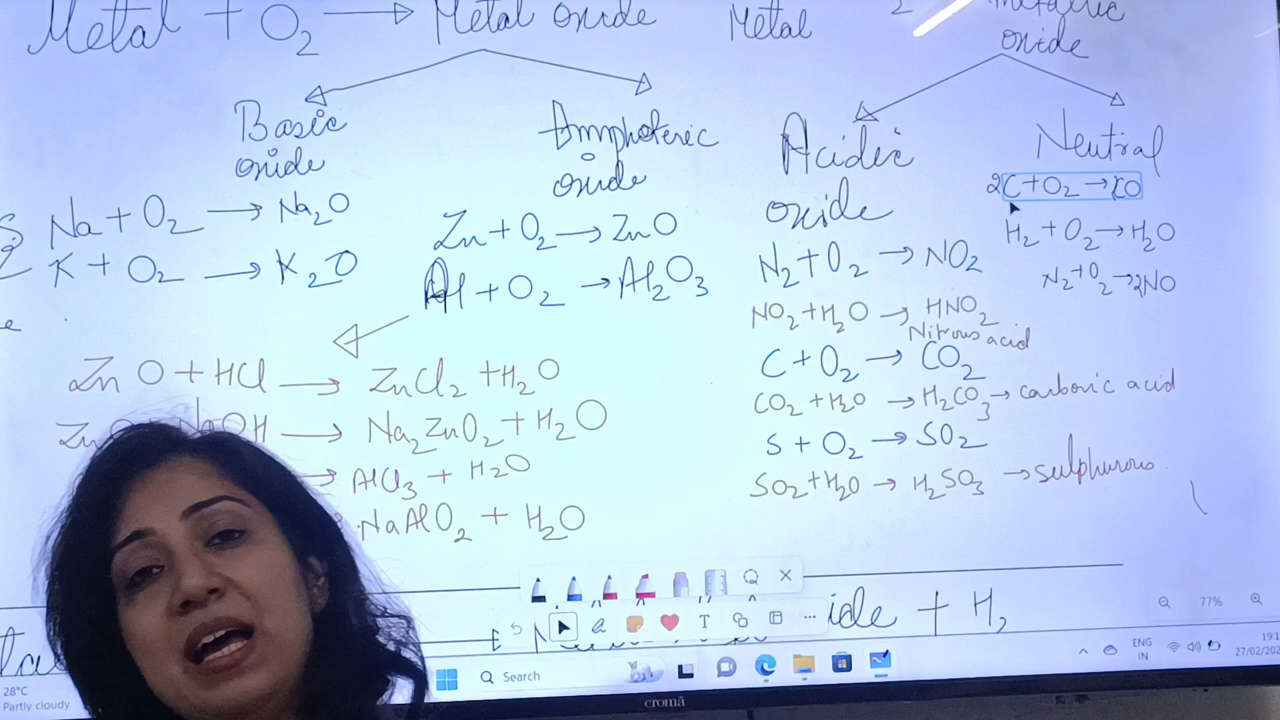 Metal + O2 → Metal oxide
Metal
2
oxide
Basic oxide
Amphoteric oxide
Acidic oxide
Neutral
Na + O2 → Na2O
K + O2 → K2O
Zn + O2 → ZnO
Al + O2 → Al2O3
ZnO + HCl → ZnCl2 + H2O
→ Na2ZnO2 + H2O
→ AlCl3 + H2O
NaAlO2 + H2O
N2 + O2 → NO2
NO2 + H2O → HNO2
Nitrous acid
C + O2 → CO2
CO2 + H2O → H2CO3 → carbonic acid
S + O2 → SO2
SO2 + H2O → H2SO3 → sulphurous
2C + O2 → CO
H2 + O2 → H2O
N2 + O2 → 2NO
+ H2
77%
28°C
Partly cloudy
Search
ENG
IN
cromā